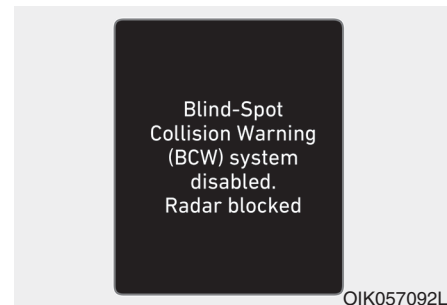 Blind-Spot
Collision Warning
(BCW) system
disabled.
Radar blocked
OIK057092L